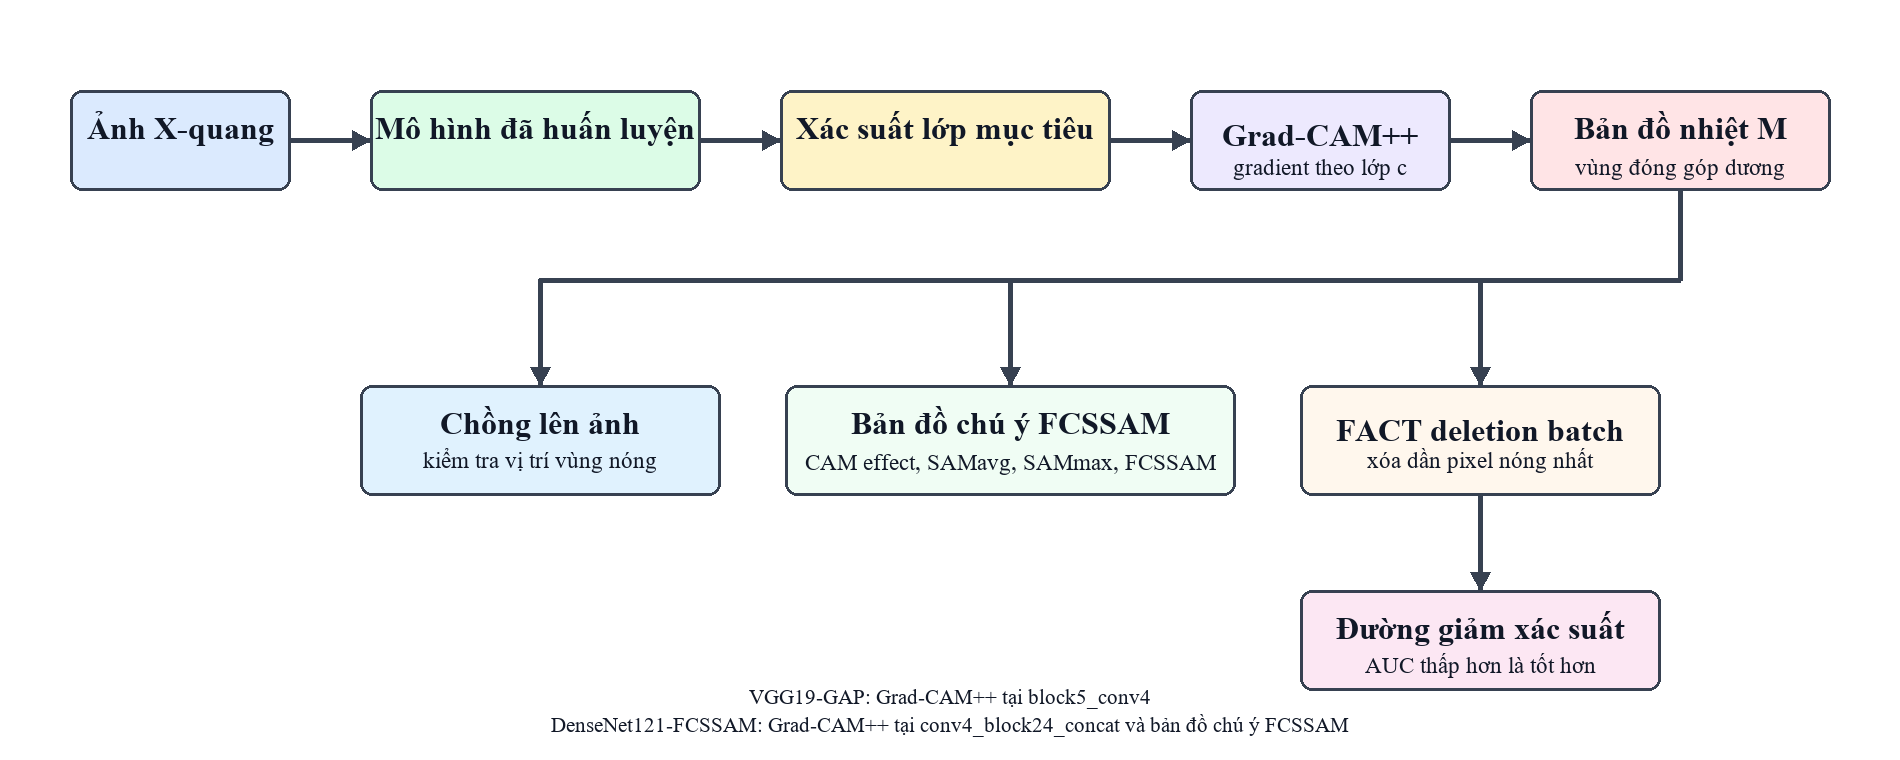 Ảnh X-quang
Mô hình đã huấn luyện
Xác suất lớp mục tiêu
Grad-CAM++
gradient theo lớp c
Bản đồ nhiệt M
vùng đóng góp dương
Chồng lên ảnh
kiểm tra vị trí vùng nóng
Bản đồ chú ý FCSSAM
CAM effect, SAMavg, SAMmax, FCSSAM
FACT deletion batch
xóa dần pixel nóng nhất
Đường giảm xác suất
AUC thấp hơn là tốt hơn
VGG19-GAP: Grad-CAM++ tại block5_conv4
DenseNet121-FCSSAM: Grad-CAM++ tại conv4_block24_concat và bản đồ chú ý FCSSAM